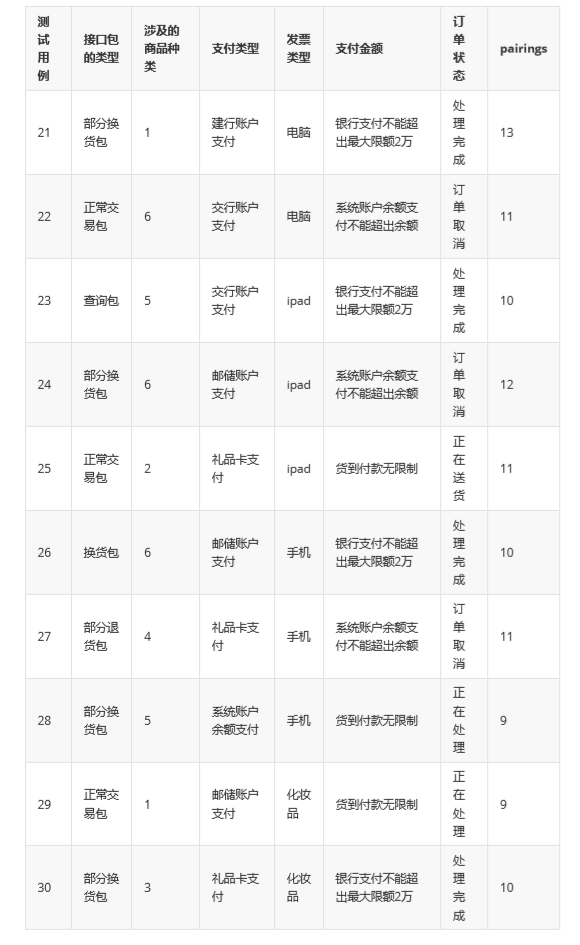 测试用例 接口包的类型 涉及的商品种类 支付类型 发票类型 支付金额 订单状态 pairings
21 部分换货包 1 建行账户支付 电脑 银行支付不能超出最大限额2万 处理完成 13
22 正常交易包 6 交行账户支付 电脑 系统账户余额支付不能超出余额 订单取消 11
23 查询包 5 交行账户支付 ipad 银行支付不能超出最大限额2万 处理完成 10
24 部分换货包 6 邮储账户支付 ipad 系统账户余额支付不能超出余额 订单取消 12
25 正常交易包 2 礼品卡支付 ipad 货到付款无限制 正在送货 11
26 换货包 6 邮储账户支付 手机 银行支付不能超出最大限额2万 处理完成 10
27 部分退货包 4 礼品卡支付 手机 系统账户余额支付不能超出余额 订单取消 11
28 部分换货包 5 系统账户余额支付 手机 货到付款无限制 正在处理 9
29 正常交易包 1 邮储账户支付 化妆品 货到付款无限制 正在处理 9
30 部分换货包 3 礼品卡支付 化妆品 银行支付不能超出最大限额2万 处理完成 10